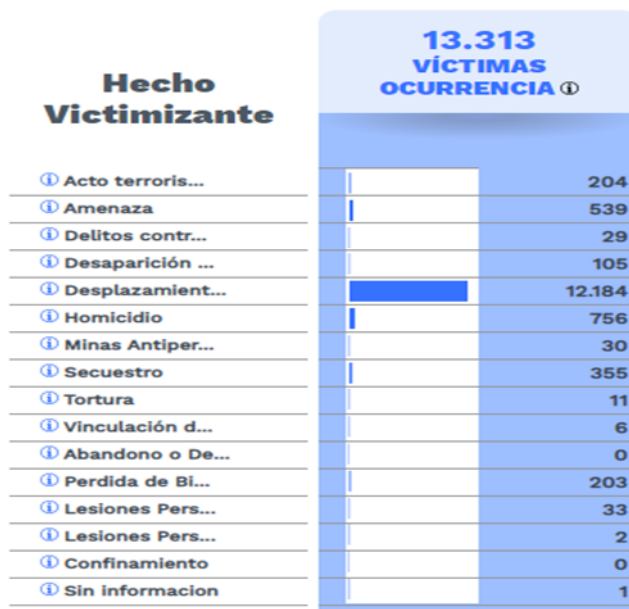 Hecho
Victimizante
13.313
VÍCTIMAS
OCURRENCIA
Acto terroris... 204
Amenaza 539
Delitos contr... 29
Desaparición ... 105
Desplazamient... 12.184
Homicidio 756
Minas Antiper... 30
Secuestro 355
Tortura 11
Vinculación d... 6
Abandono o De... 0
Perdida de Bi... 203
Lesiones Pers... 33
Lesiones Pers... 2
Confinamiento 0
Sin informacion 1